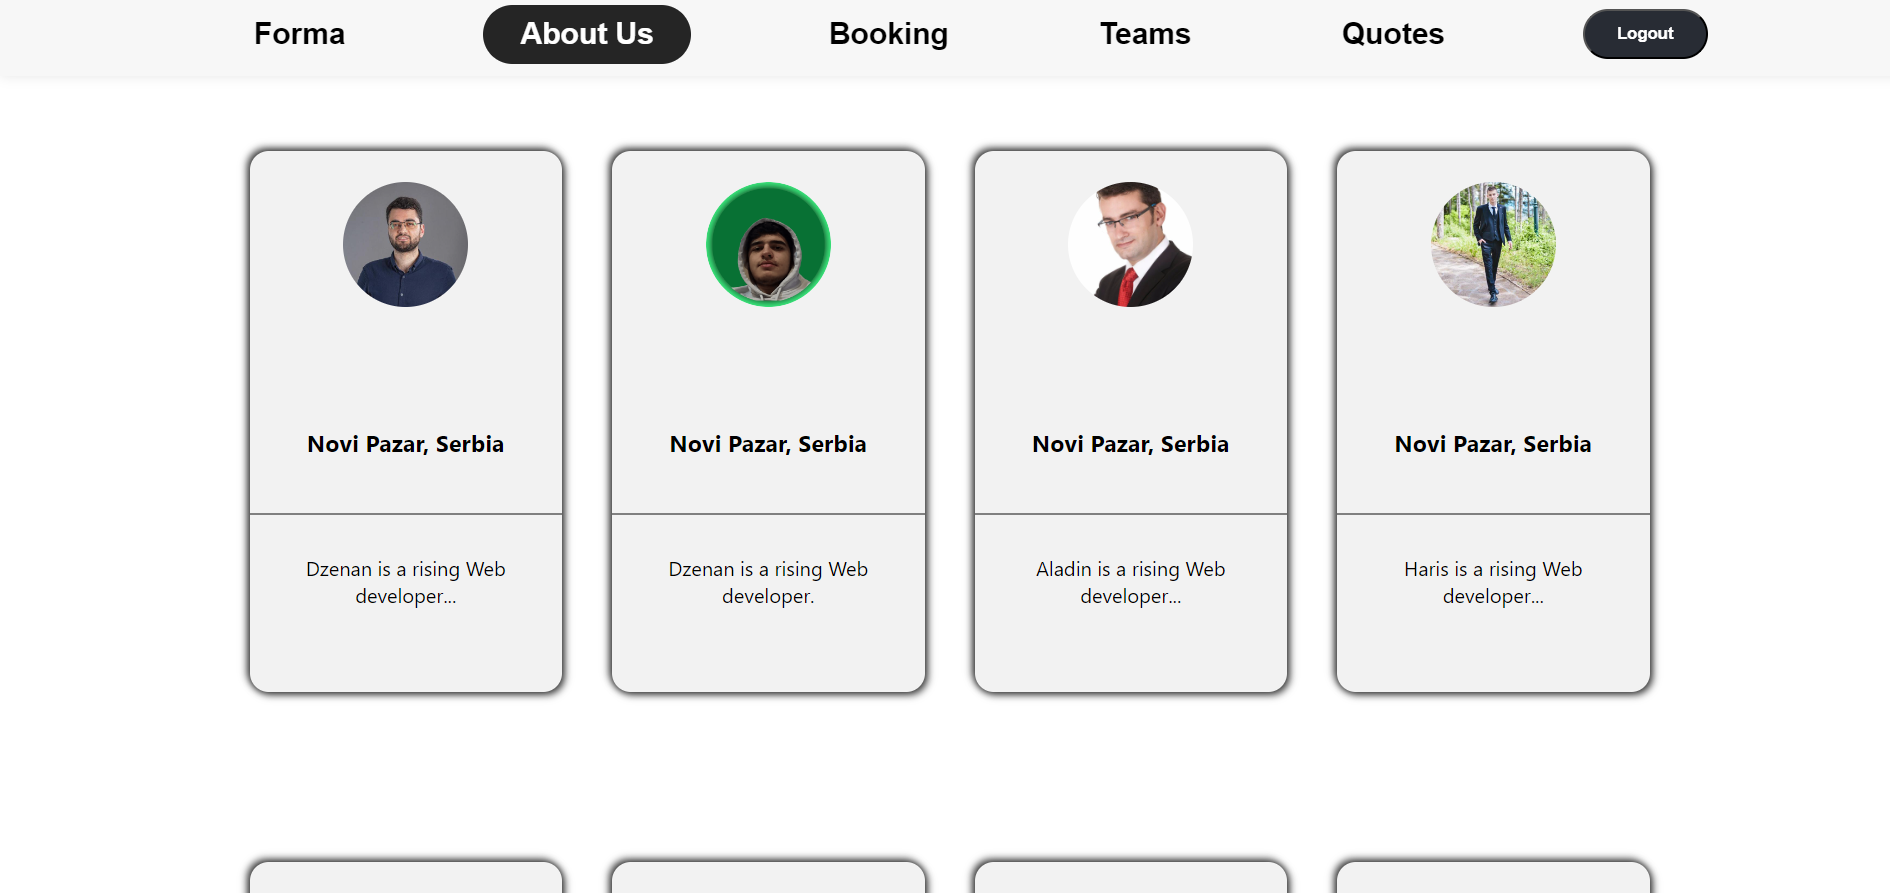 Forma About Us Booking Teams Quotes Logout
Novi Pazar, Serbia
Dzenan is a rising Web
developer...
Novi Pazar, Serbia
Dzenan is a rising Web
developer.
Novi Pazar, Serbia
Aladin is a rising Web
developer...
Novi Pazar, Serbia
Haris is a rising Web
developer...